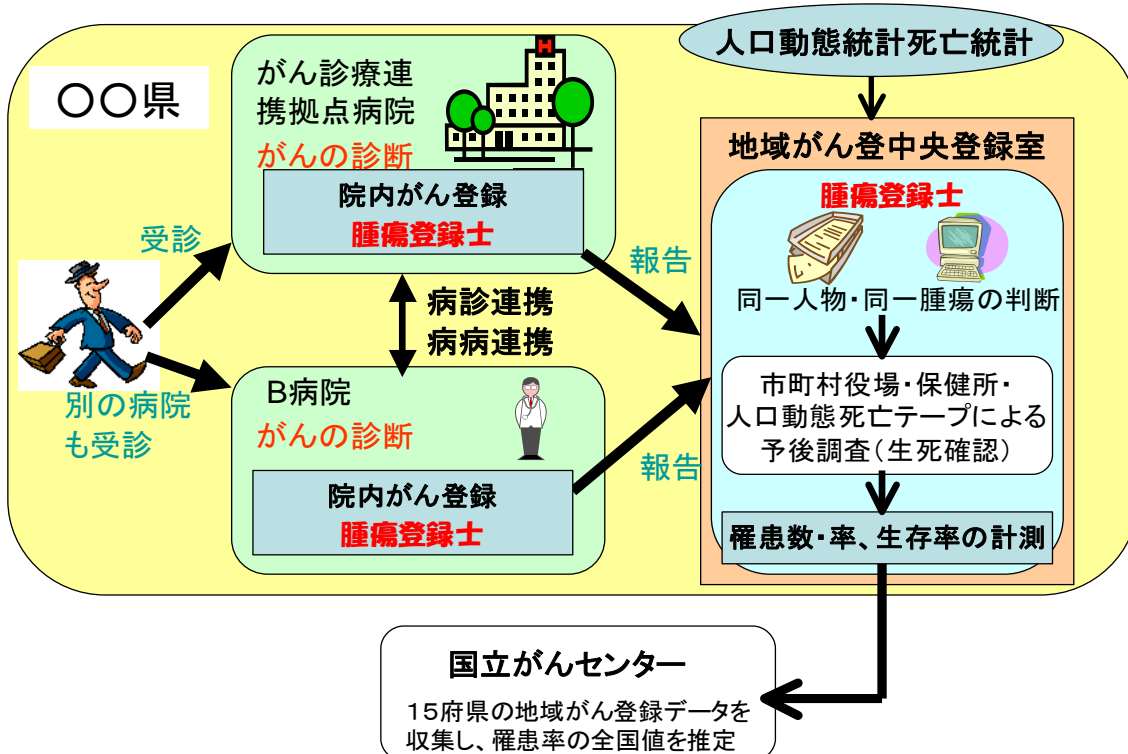 人口動態統計死亡統計
〇〇県
がん診療連
携拠点病院
がんの診断
H
院内がん登録
腫瘍登録士
受診
別の病院
も受診
病診連携
病病連携
B病院
がんの診断
院内がん登録
腫瘍登録士
報告
報告
地域がん登中央登録室
腫瘍登録士
同一人物・同一腫瘍の判断
市町村役場・保健所・
人口動態死亡テープによる
予後調査（生死確認）
罹患数・率、生存率の計測
国立がんセンター
１５府県の地域がん登録データを
収集し、罹患率の全国値を推定